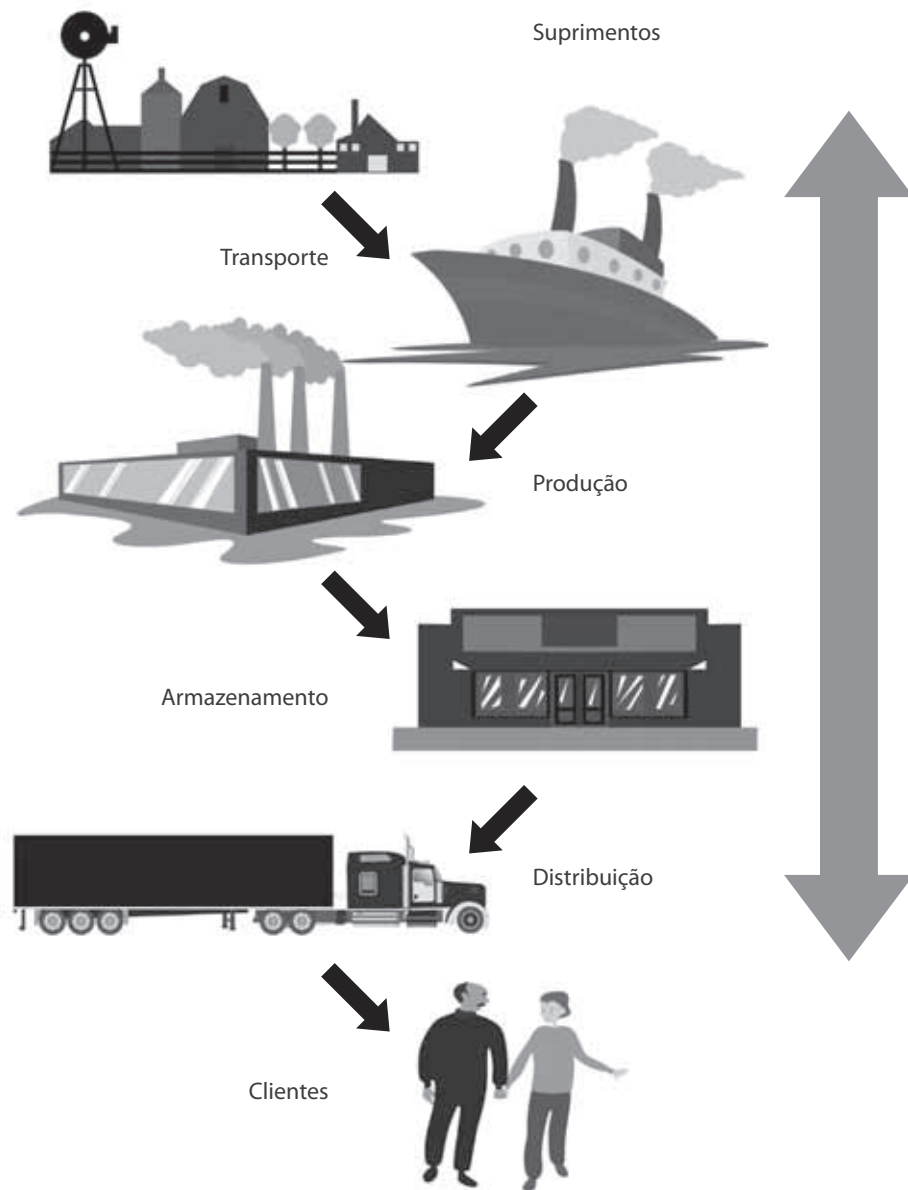 Suprimentos
Transporte
Produção
Armazenamento
Distribuição
Clientes